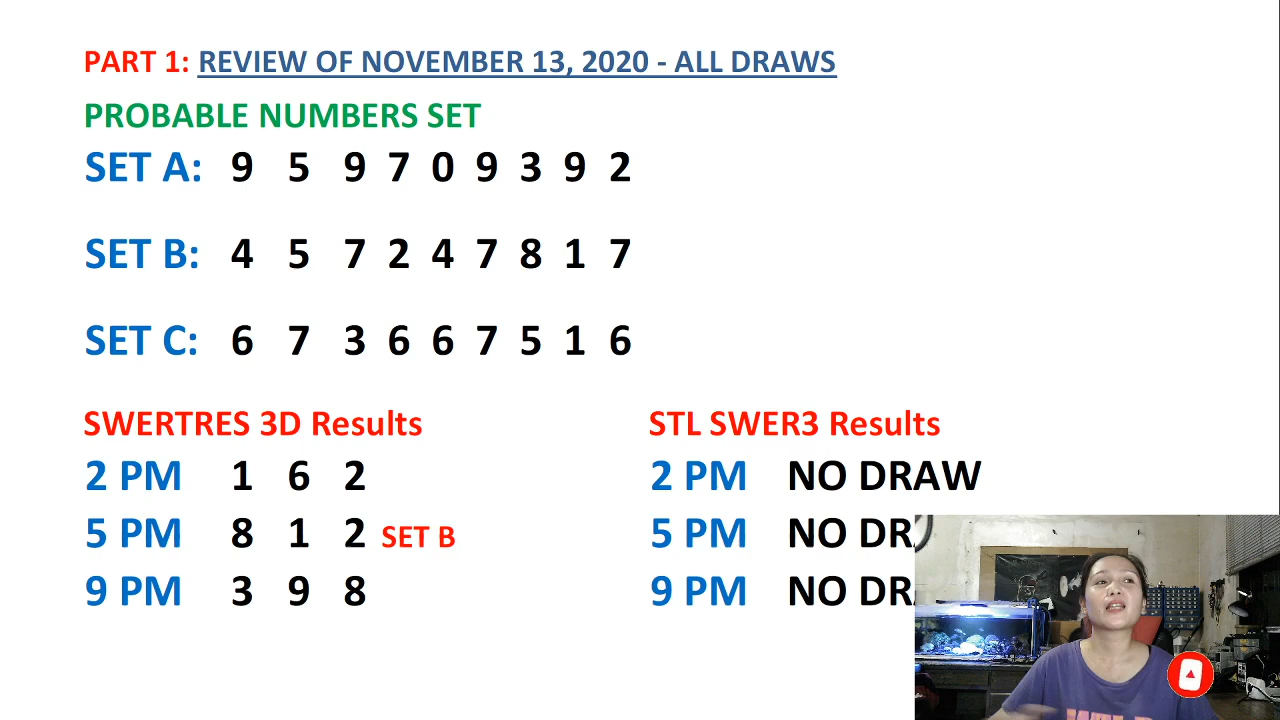 PART 1: REVIEW OF NOVEMBER 13, 2020 - ALL DRAWS
PROBABLE NUMBERS SET
SET A: 9 5 9 7 0 9 3 9 2
SET B: 4 5 7 2 4 7 8 1 7
SET C: 6 7 3 6 6 7 5 1 6
SWERTRES 3D Results
2 PM 1 6 2
5 PM 8 1 2 SET B
9 PM 3 9 8
STL SWER3 Results
2 PM NO DRAW
5 PM NO
9 PM NO